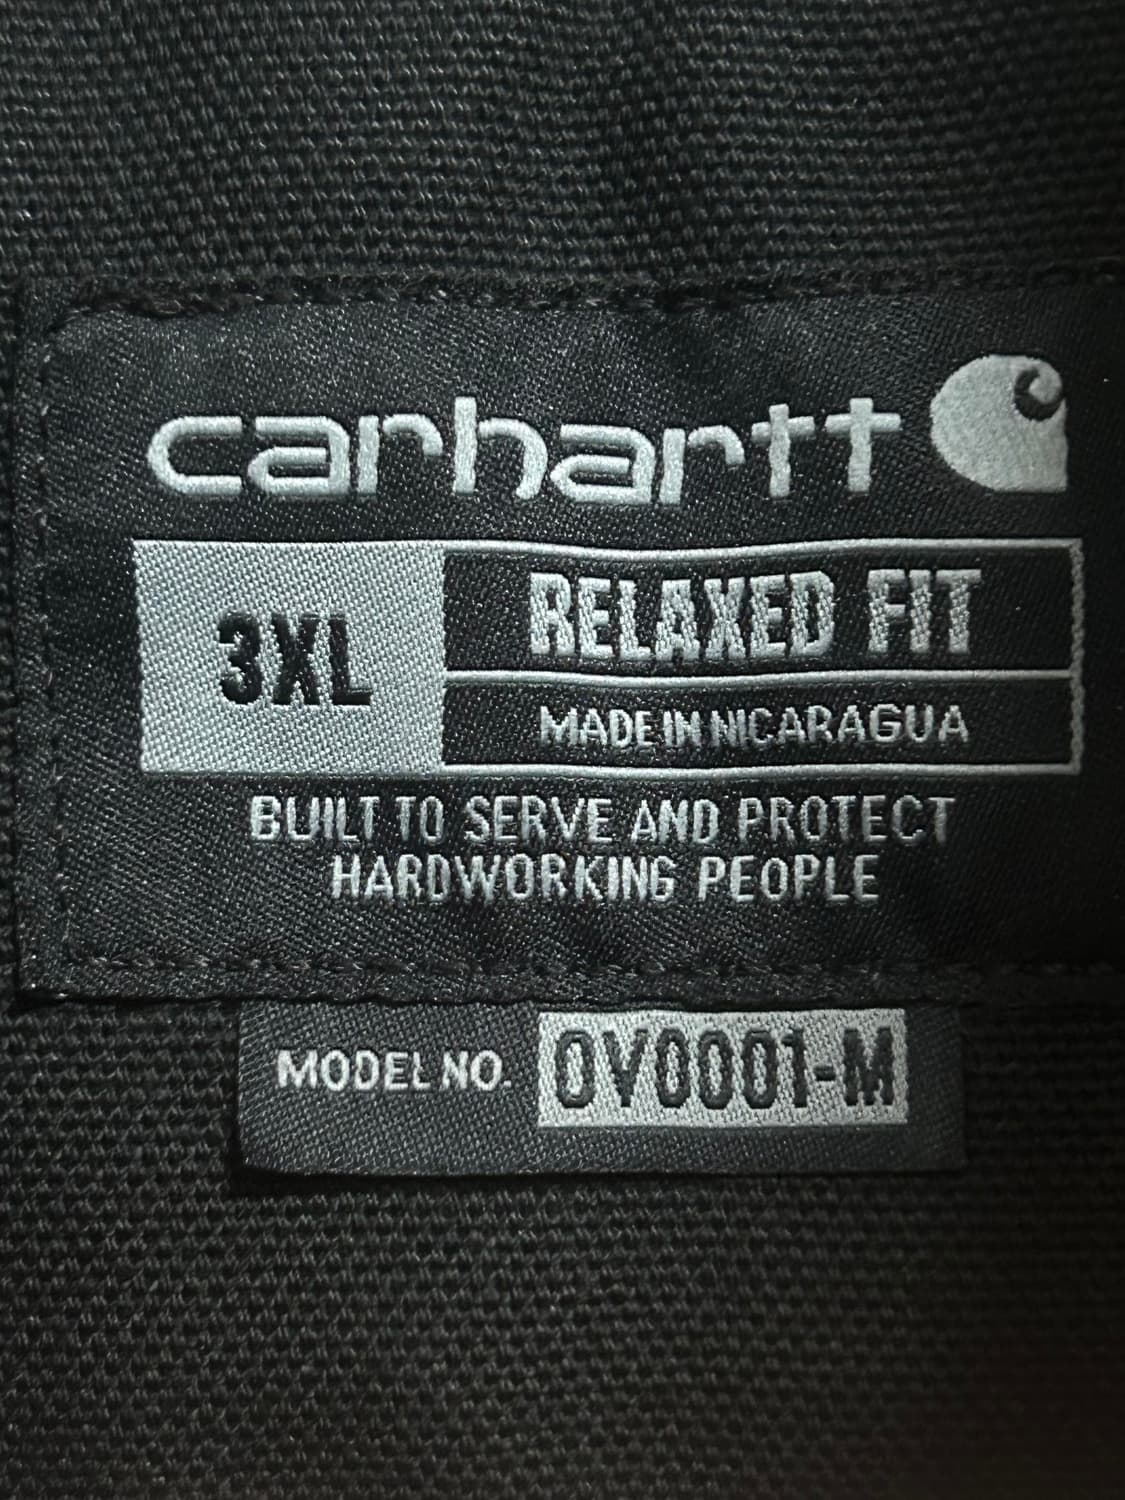 carhartt
3XL
RELAXED FIT
MADE IN NICARAGUA
BUILT TO SERVE AND PROTECT
HARDWORKING PEOPLE
MODEL NO. OV0001-M